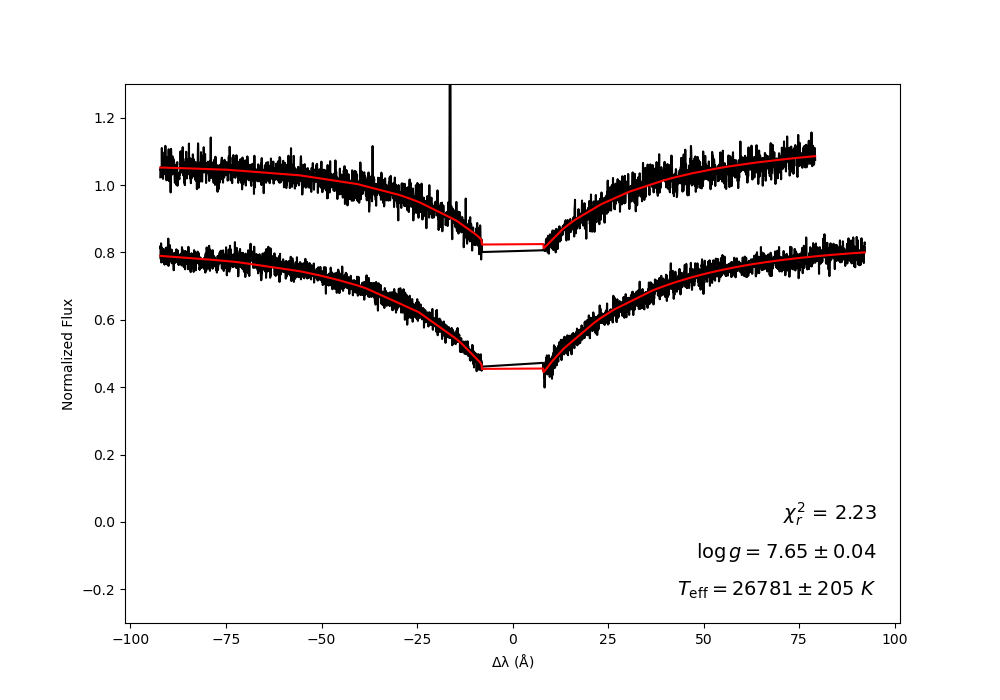 1.2
1.0
0.8
0.6
0.4
0.2
0.0
−0.2
Normalized Flux
χ²ᵣ = 2.23
log g = 7.65 ± 0.04
T_eff = 26781 ± 205 K
−100 −75 −50 −25 0 25 50 75 100
Δλ (Å)